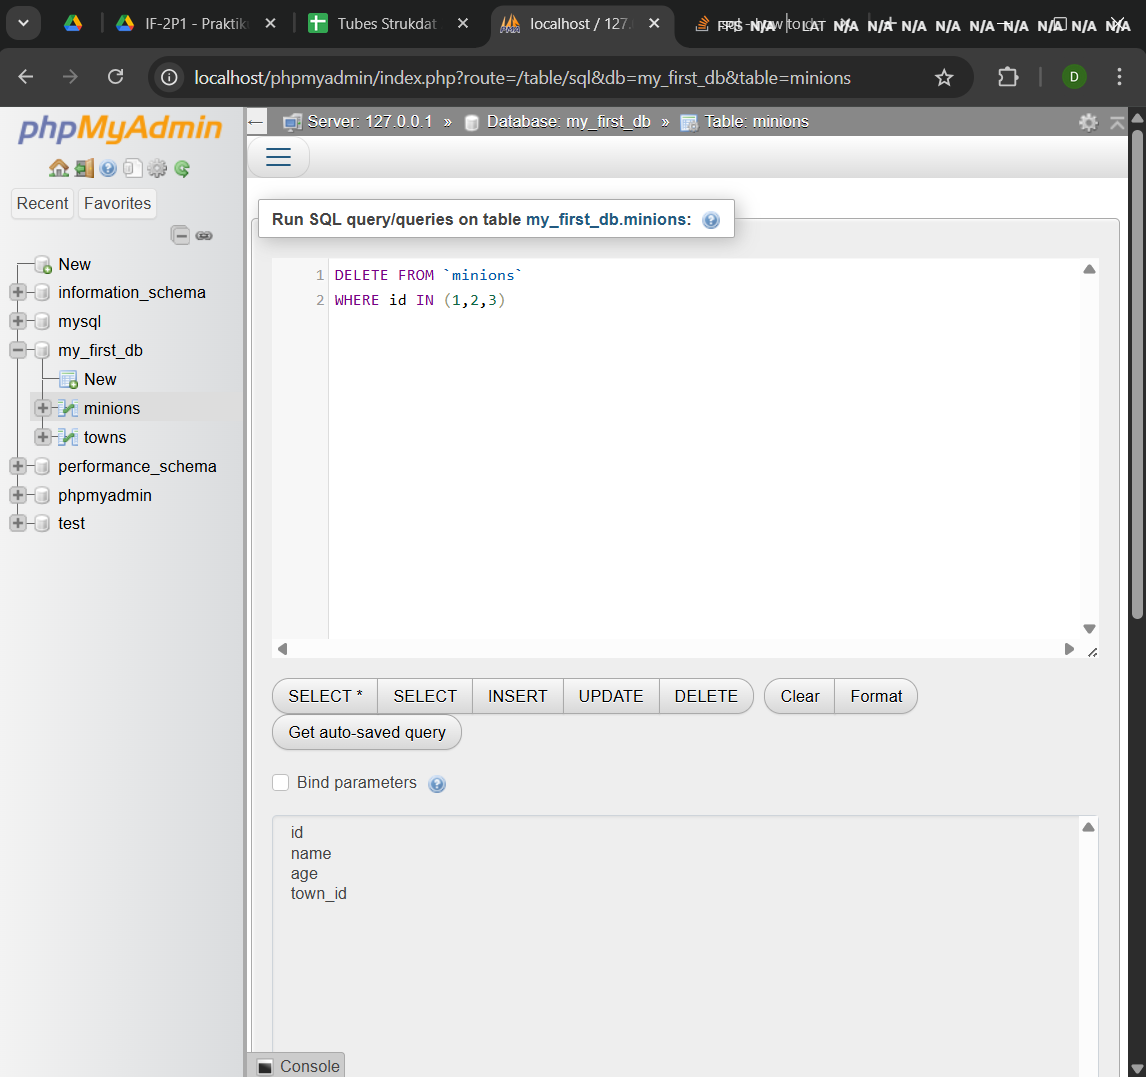 IF-2P1 - Praktik
Tubes Strukdat
localhost / 127.
FPS N/A LAT N/A N/A N/A N/A N/A N/A N/A N/A N/A
localhost/phpmyadmin/index.php?route=/table/sql&db=my_first_db&table=minions
D
phpMyAdmin
Server: 127.0.0.1 » Database: my_first_db » Table: minions
Recent Favorites
New
information_schema
mysql
my_first_db
New
minions
towns
performance_schema
phpmyadmin
test
Run SQL query/queries on table my_first_db.minions:
1 DELETE FROM `minions`
2 WHERE id IN (1,2,3)
SELECT * SELECT INSERT UPDATE DELETE Clear Format
Get auto-saved query
Bind parameters
id
name
age
town_id
Console